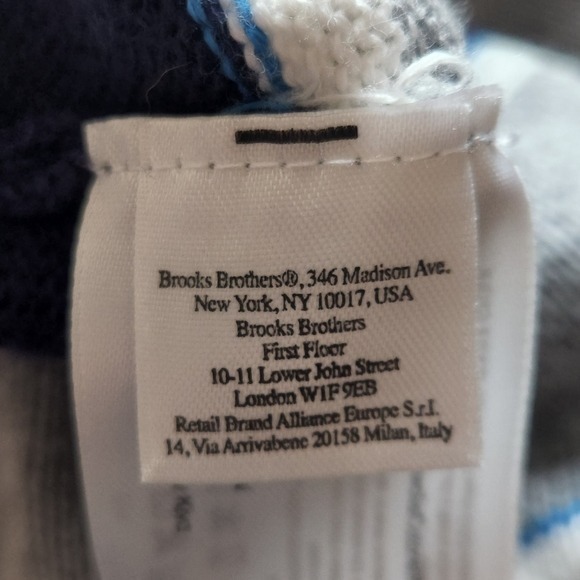 Brooks Brothers®, 346 Madison Ave.
New York, NY 10017, USA
Brooks Brothers
First Floor
10-11 Lower John Street
London W1F 9EB
Retail Brand Alliance Europe S.r.l.
14, Via Arrivabene 20158 Milan, Italy